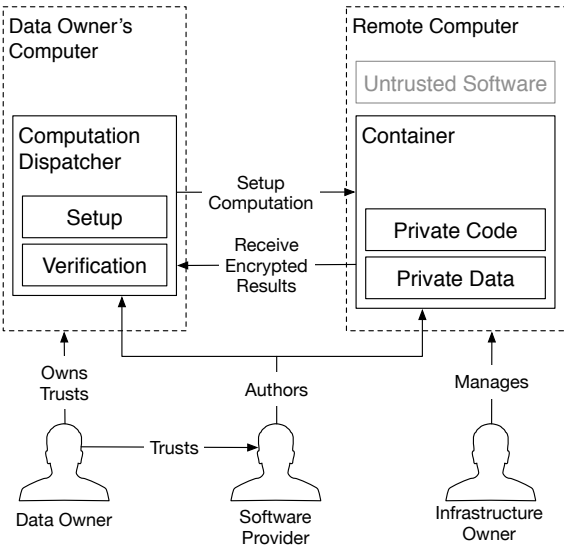 Data Owner's
Computer
Remote Computer
Untrusted Software
Computation
Dispatcher
Setup
Verification
Setup
Computation
Receive
Encrypted
Results
Container
Private Code
Private Data
Owns
Trusts
Authors
Manages
Trusts
Data Owner
Software
Provider
Infrastructure
Owner